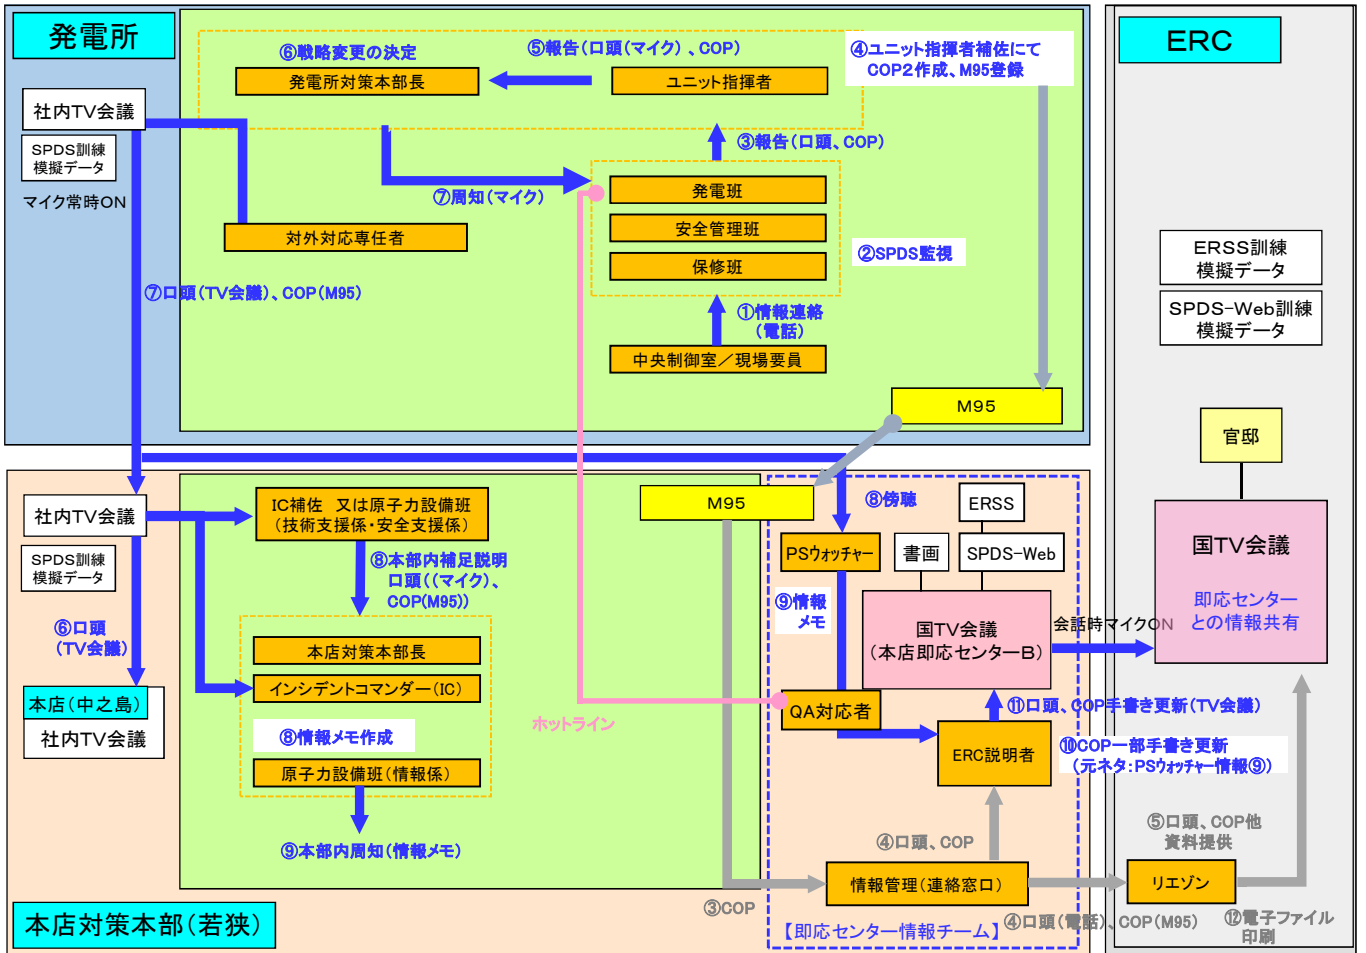 発電所
社内TV会議
SPDS訓練
模擬データ
マイク常時ON
⑥戦略変更の決定
発電所対策本部長
⑤報告(口頭(マイク)、COP)
ユニット指揮者
④ユニット指揮者補佐にて
COP2作成、M95登録
③報告(口頭、COP)
⑦周知(マイク)
対外対応専任者
発電班
安全管理班
保修班
②SPDS監視
⑦口頭(TV会議)、COP(M95)
①情報連絡
(電話)
中央制御室/現場要員
M95
ERC
ERSS訓練
模擬データ
SPDS-Web訓練
模擬データ
官邸
国TV会議
即応センター
との情報共有
社内TV会議
SPDS訓練
模擬データ
⑥口頭
(TV会議)
本店(中之島)
社内TV会議
IC補佐 又は原子力設備班
(技術支援係・安全支援係)
⑧本部内補足説明
口頭((マイク)、
COP(M95))
本店対策本部長
インシデントコマンダー(IC)
⑧情報メモ作成
原子力設備班(情報係)
⑨本部内周知(情報メモ)
ホットライン
M95
⑧傍聴
ERSS
PSウォッチャー
書画
SPDS-Web
⑨情報
メモ
国TV会議
(本店即応センターB)
会話時マイクON
QA対応者
⑪口頭、COP手書き更新(TV会議)
ERC説明者
⑩COP一部手書き更新
(元ネタ:PSウォッチャー情報⑨)
④口頭、COP
⑤口頭、COP他
資料提供
情報管理(連絡窓口)
リエゾン
③COP
④口頭(電話)、COP(M95)
⑫電子ファイル
印刷
【即応センター情報チーム】
本店対策本部(若狭)